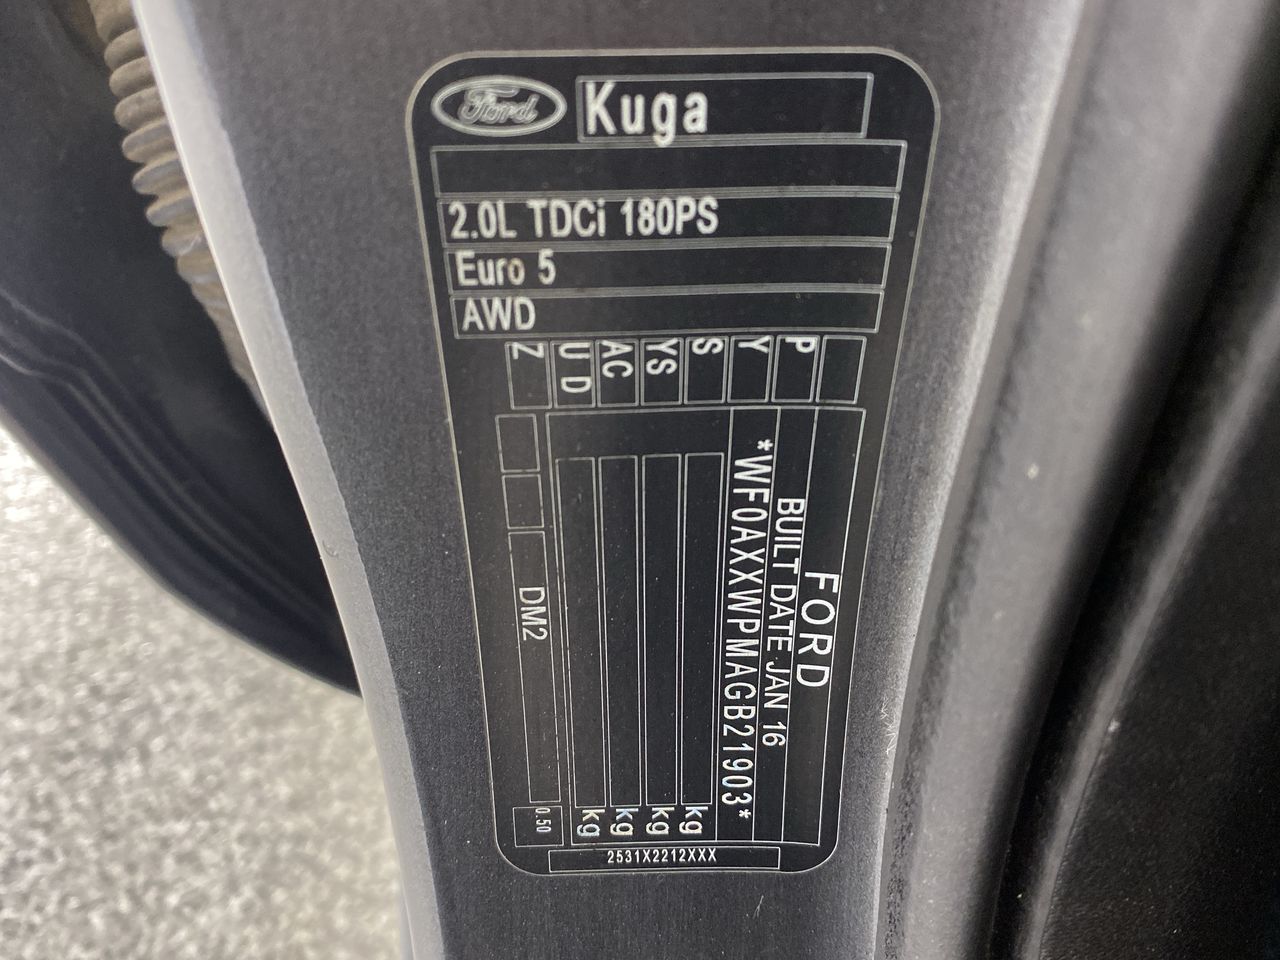 Ford
Kuga
2.0L TDCi 180PS
Euro 5
AWD
Z
UD
AC
YS
S
Y
P
FORD
BUILT DATE JAN 16
*WF0AXXWPMAGB21903*
kg
kg
kg
kg
DM2
0.50
2531X2212XXX